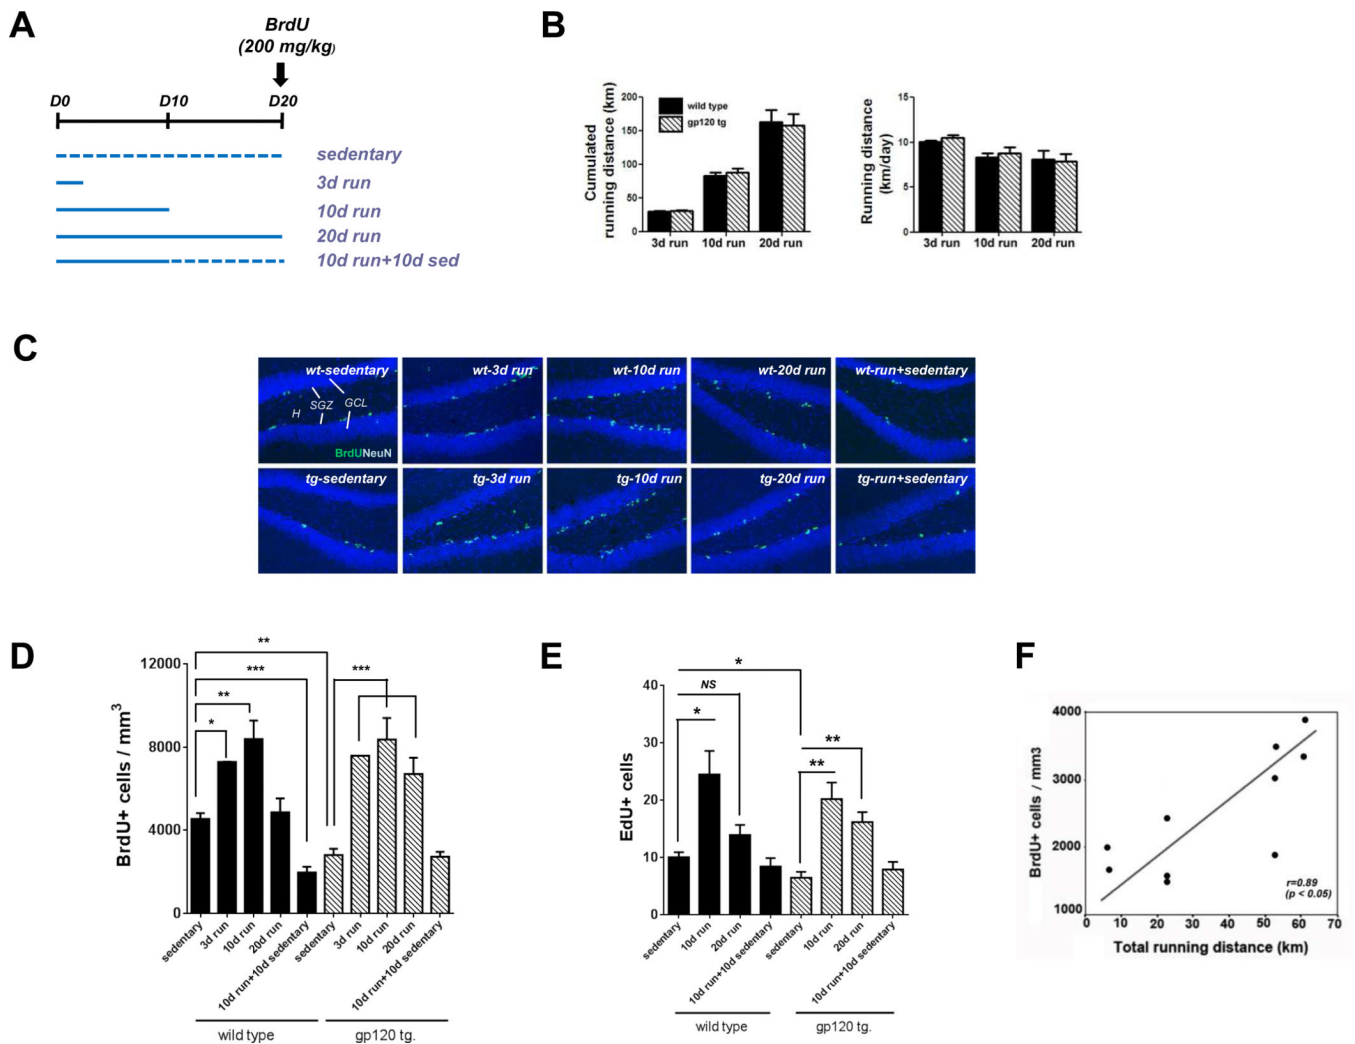 A
BrdU
(200 mg/kg)
D0
D10
D20
sedentary
3d run
10d run
20d run
10d run+10d sed
B
Cumulated
running distance (km)
200
150
100
50
0
wild type
gp120 tg
3d run
10d run
20d run
Running distance
(km/day)
15
10
5
0
3d run
10d run
20d run
C
wt-sedentary
H
SGZ
GCL
BrdUNeuN
wt-3d run
wt-10d run
wt-20d run
wt-run+sedentary
tg-sedentary
tg-3d run
tg-10d run
tg-20d run
tg-run+sedentary
D
BrdU+ cells / mm³
12000
8000
4000
0
**
***
**
*
***
sedentary
3d run
10d run
20d run
10d run+10d sedentary
sedentary
3d run
10d run
20d run
10d run+10d sedentary
wild type
gp120 tg.
E
EdU+ cells
40
30
20
10
0
*
NS
*
**
**
sedentary
10d run
20d run
10d run+10d sedentary
sedentary
10d run
20d run
10d run+10d sedentary
wild type
gp120 tg.
F
BrdU+ cells / mm3
4000
3000
2000
1000
r=0.89
(p < 0.05)
0
10
20
30
40
50
60
70
Total running distance (km)